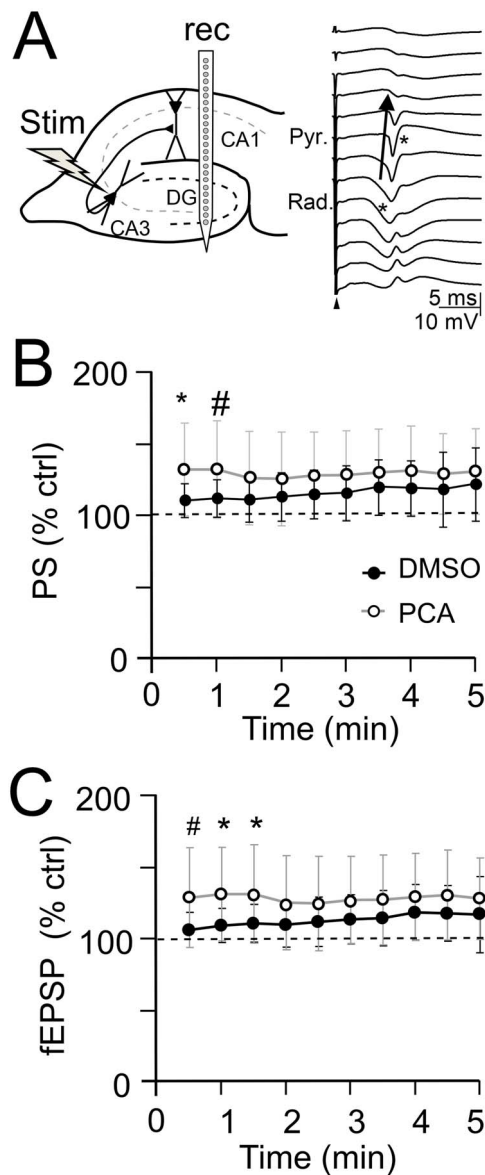 A
rec
Stim
CA1
DG
CA3
Pyr.
*
Rad.
*
5 ms
10 mV
B
200
* #
PS (% ctrl)
100
DMSO
PCA
0
0 1 2 3 4 5
Time (min)
C
200
# * *
fEPSP (% ctrl)
100
0
0 1 2 3 4 5
Time (min)